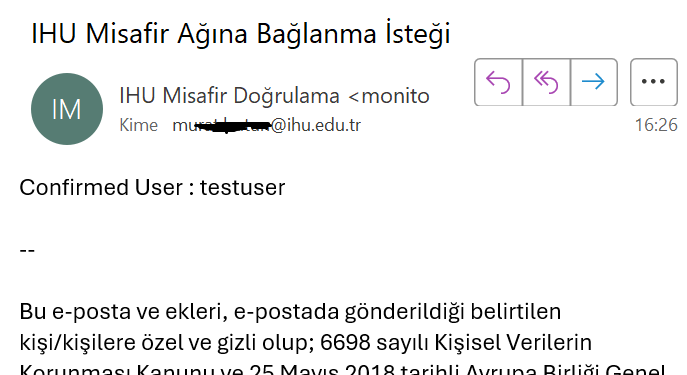 IHU Misafir Ağına Bağlanma İsteği
IM
IHU Misafir Doğrulama <monito
Kime @ihu.edu.tr
16:26
Confirmed User : testuser
--
Bu e-posta ve ekleri, e-postada gönderildiği belirtilen
kişi/kişilere özel ve gizli olup; 6698 sayılı Kişisel Verilerin
Korunması Kanunu ve 25 Mayıs 2018 tarihli Avrupa Birliği Genel